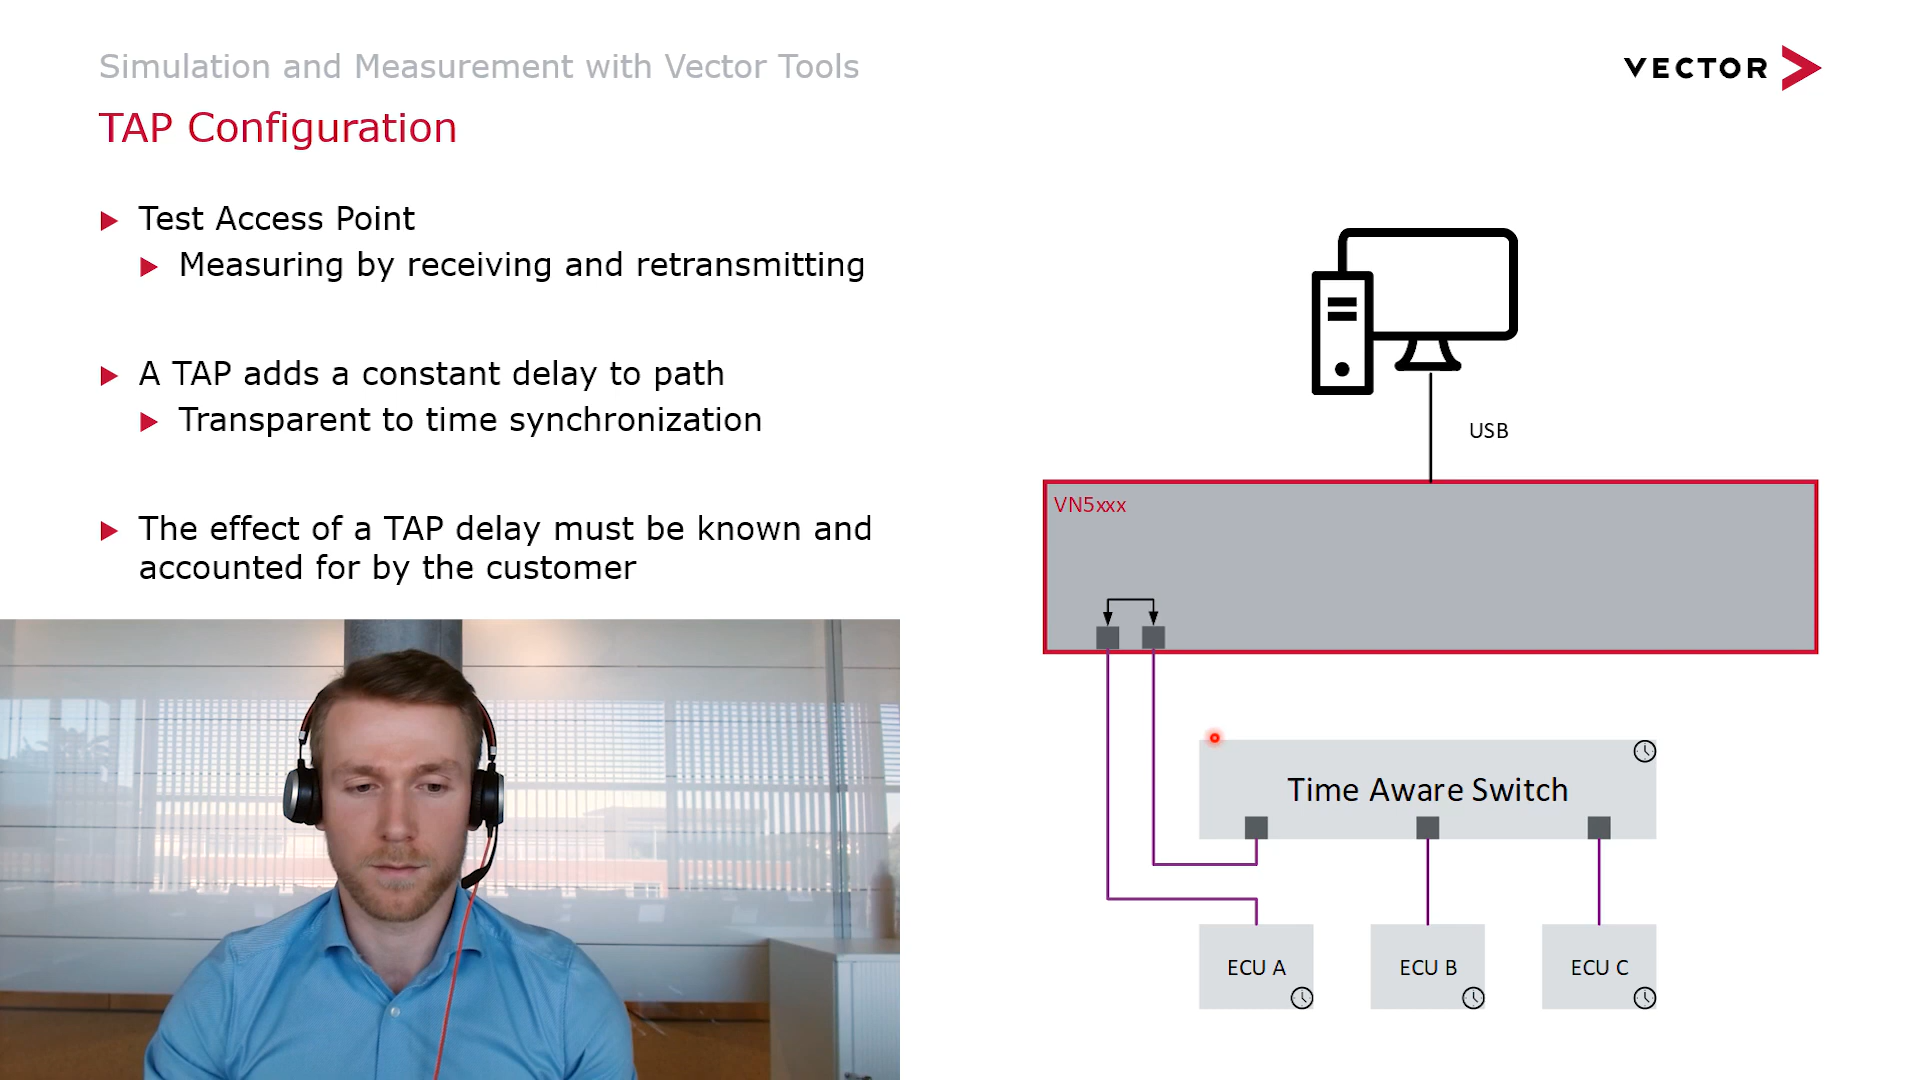 Simulation and Measurement with Vector Tools
VECTOR
TAP Configuration
Test Access Point
Measuring by receiving and retransmitting
A TAP adds a constant delay to path
Transparent to time synchronization
The effect of a TAP delay must be known and
accounted for by the customer
USB
VN5xxx
Time Aware Switch
ECU A
ECU B
ECU C